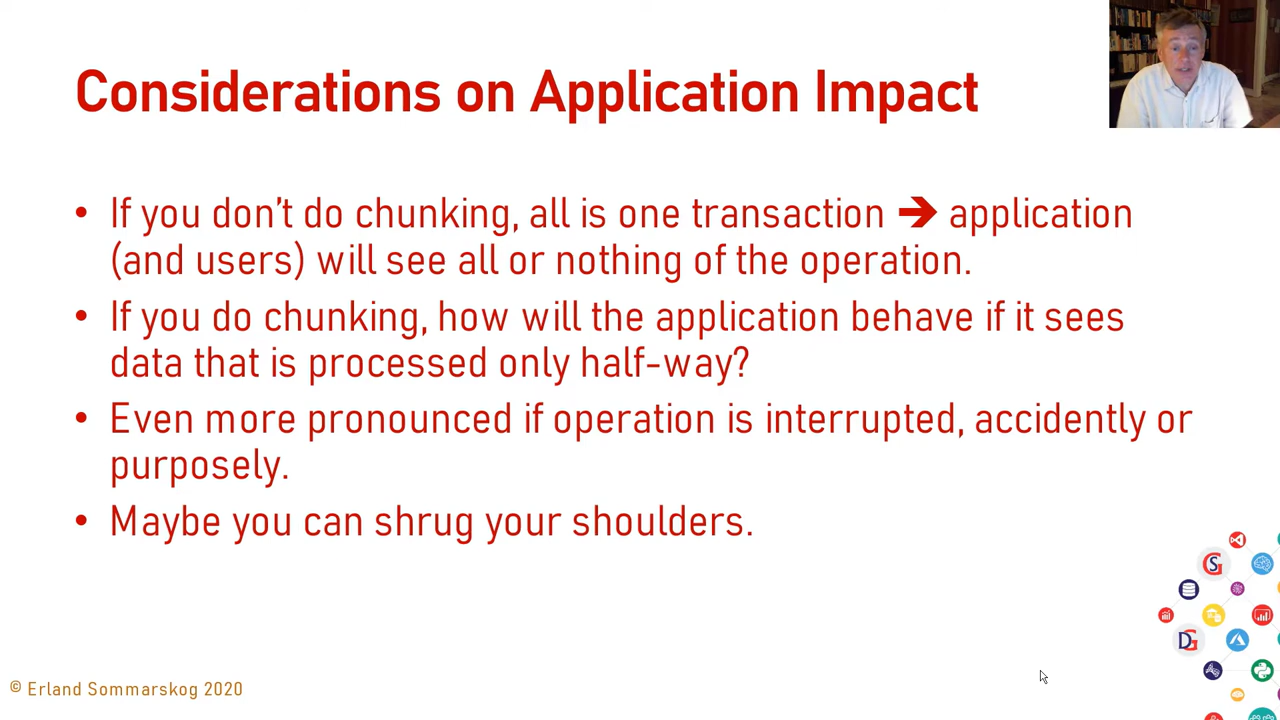 Considerations on Application Impact
• If you don't do chunking, all is one transaction ➔ application
(and users) will see all or nothing of the operation.
• If you do chunking, how will the application behave if it sees
data that is processed only half-way?
• Even more pronounced if operation is interrupted, accidently or
purposely.
• Maybe you can shrug your shoulders.
GS
DG
© Erland Sommarskog 2020